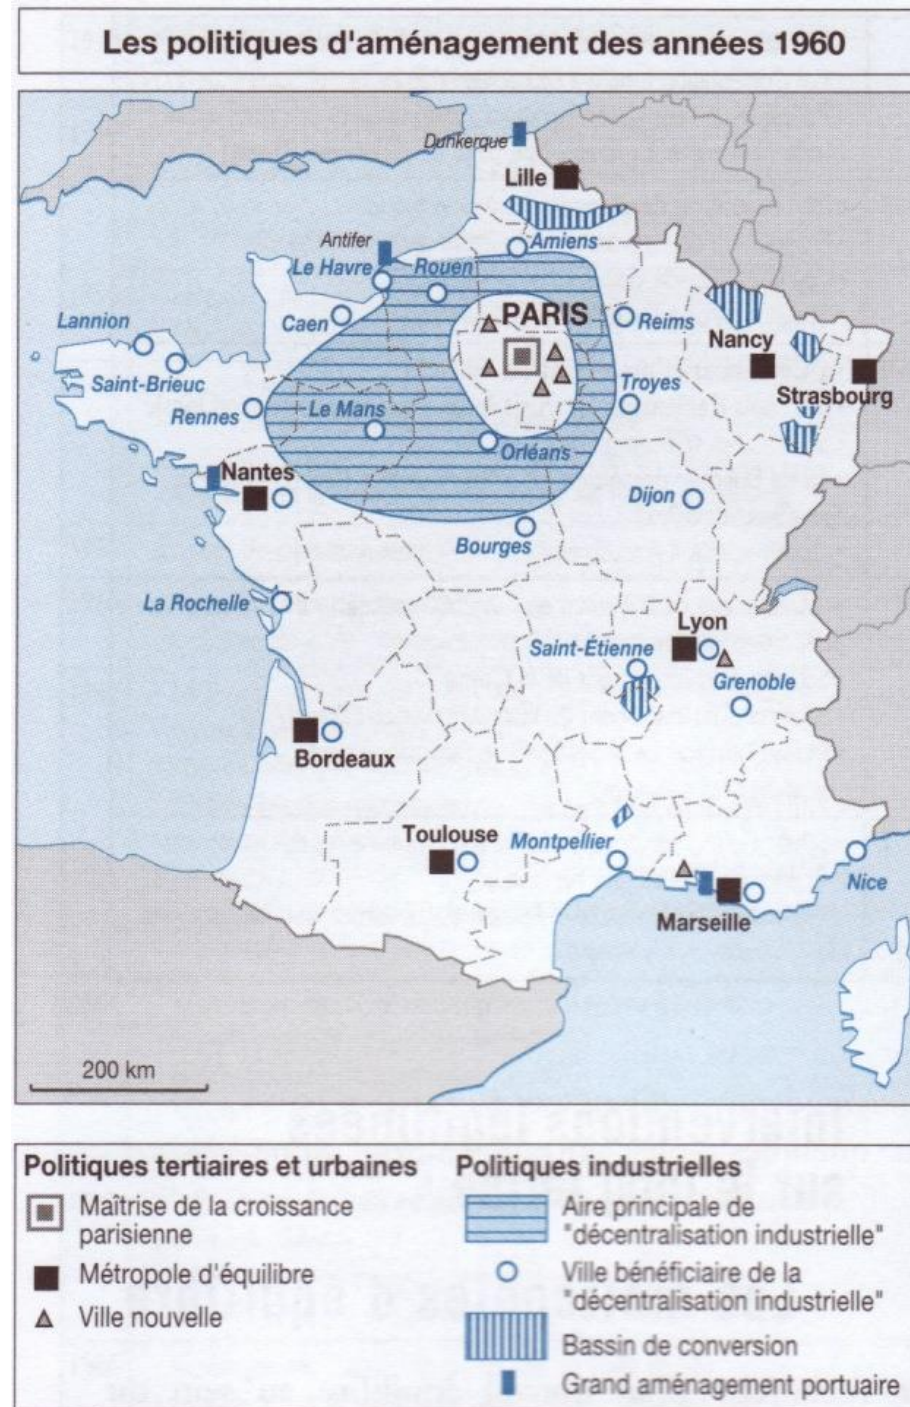 Les politiques d'aménagement des années 1960
Dunkerque
Lille
Antifer
Amiens
Le Havre
Rouen
PARIS
Caen
Reims
Lannion
Nancy
Saint-Brieuc
Troyes
Strasbourg
Rennes
Le Mans
Orléans
Nantes
Dijon
Bourges
La Rochelle
Lyon
Saint-Étienne
Grenoble
Bordeaux
Toulouse
Montpellier
Nice
Marseille
200 km
Politiques tertiaires et urbaines
Maîtrise de la croissance
parisienne
Métropole d'équilibre
Ville nouvelle
Politiques industrielles
Aire principale de
"décentralisation industrielle"
Ville bénéficiaire de la
"décentralisation industrielle"
Bassin de conversion
Grand aménagement portuaire